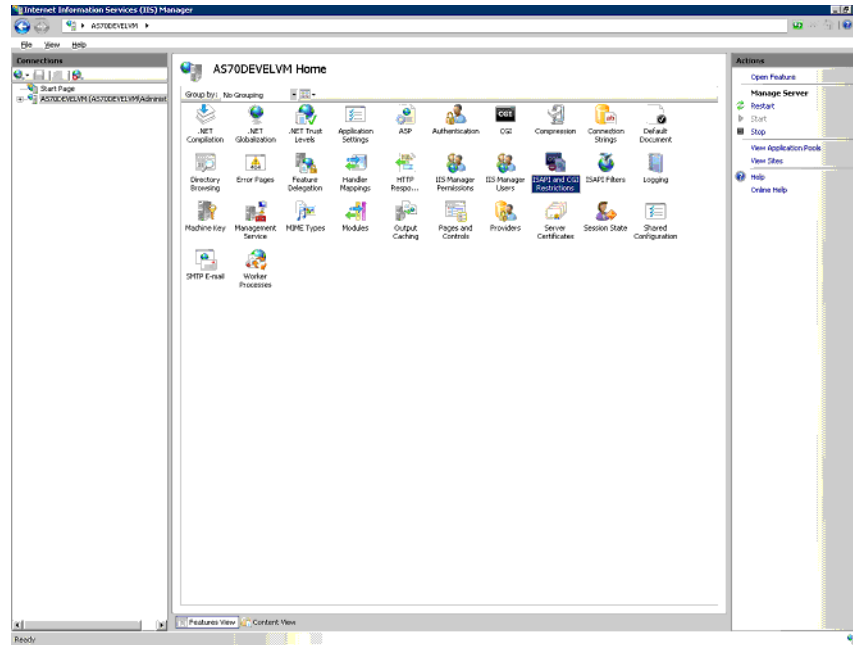 Internet Information Services (IIS) Manager
AS70DEVELVM
File View Help
Connections
Start Page
AS70DEVELVM (AS70DEVELVM\Administ
AS70DEVELVM Home
Group by: No Grouping
.NET Compilation
.NET Globalization
.NET Trust Levels
Application Settings
ASP
Authentication
CGI
Compression
Connection Strings
Default Document
Directory Browsing
Error Pages
Feature Delegation
Handler Mappings
HTTP Respo...
IIS Manager Permissions
IIS Manager Users
ISAPI and CGI Restrictions
ISAPI Filters
Logging
Machine Key
Management Service
MIME Types
Modules
Output Caching
Pages and Controls
Providers
Server Certificates
Session State
Shared Configuration
SMTP E-mail
Worker Processes
Features View
Content View
Actions
Open Feature
Manage Server
Restart
Start
Stop
View Application Pools
View Sites
Help
Online Help
Ready